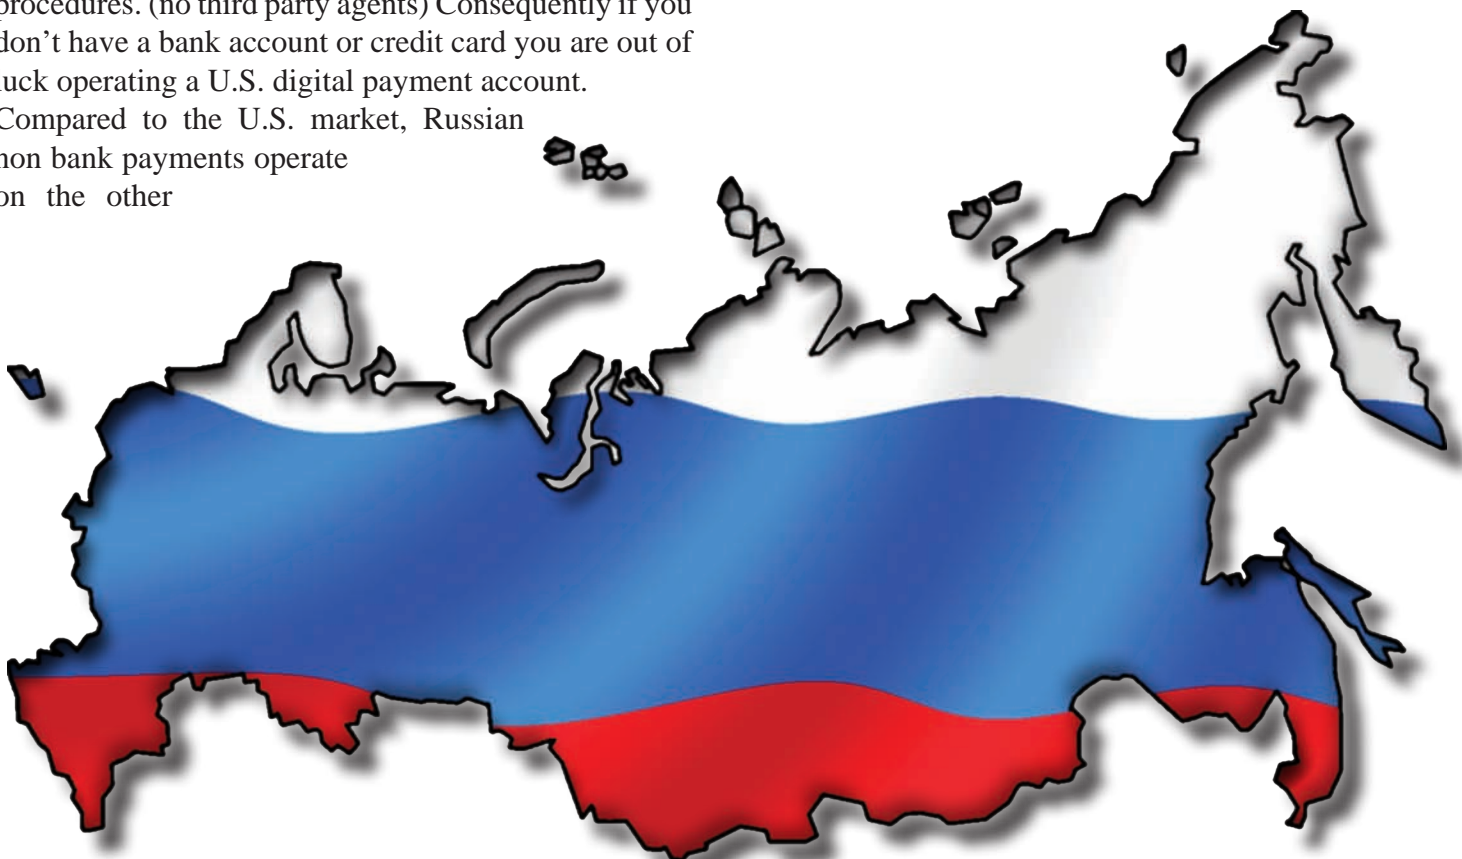 procedures. (no third party agents) Consequently if you
don’t have a bank account or credit card you are out of
luck operating a U.S. digital payment account.
Compared to the U.S. market, Russian
non bank payments operate
on the other